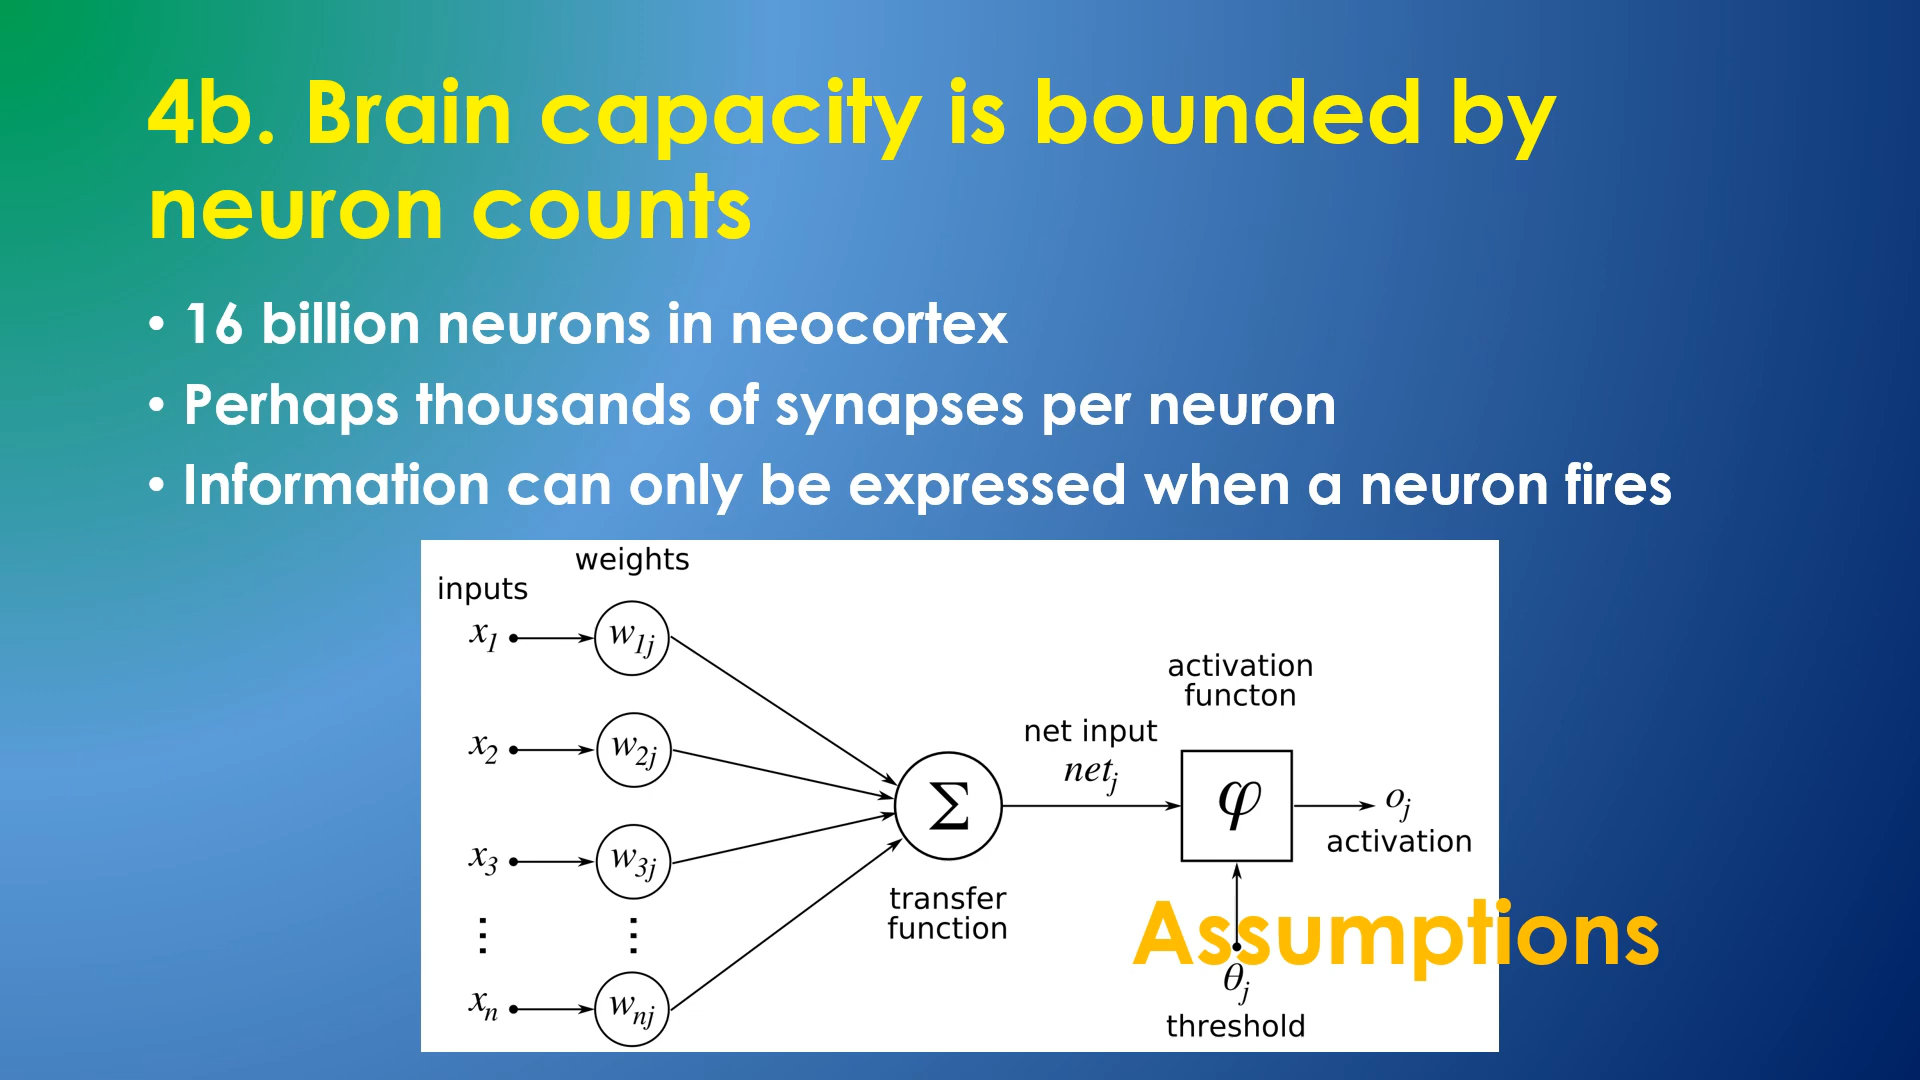 4b. Brain capacity is bounded by
neuron counts
• 16 billion neurons in neocortex
• Perhaps thousands of synapses per neuron
• Information can only be expressed when a neuron fires
weights
inputs
x1
w1j
x2
w2j
x3
w3j
⋮ ⋮
xn
wnj
Σ
transfer
function
net input
netj
activation
functon
φ
oj
activation
Assumptions
θj
threshold